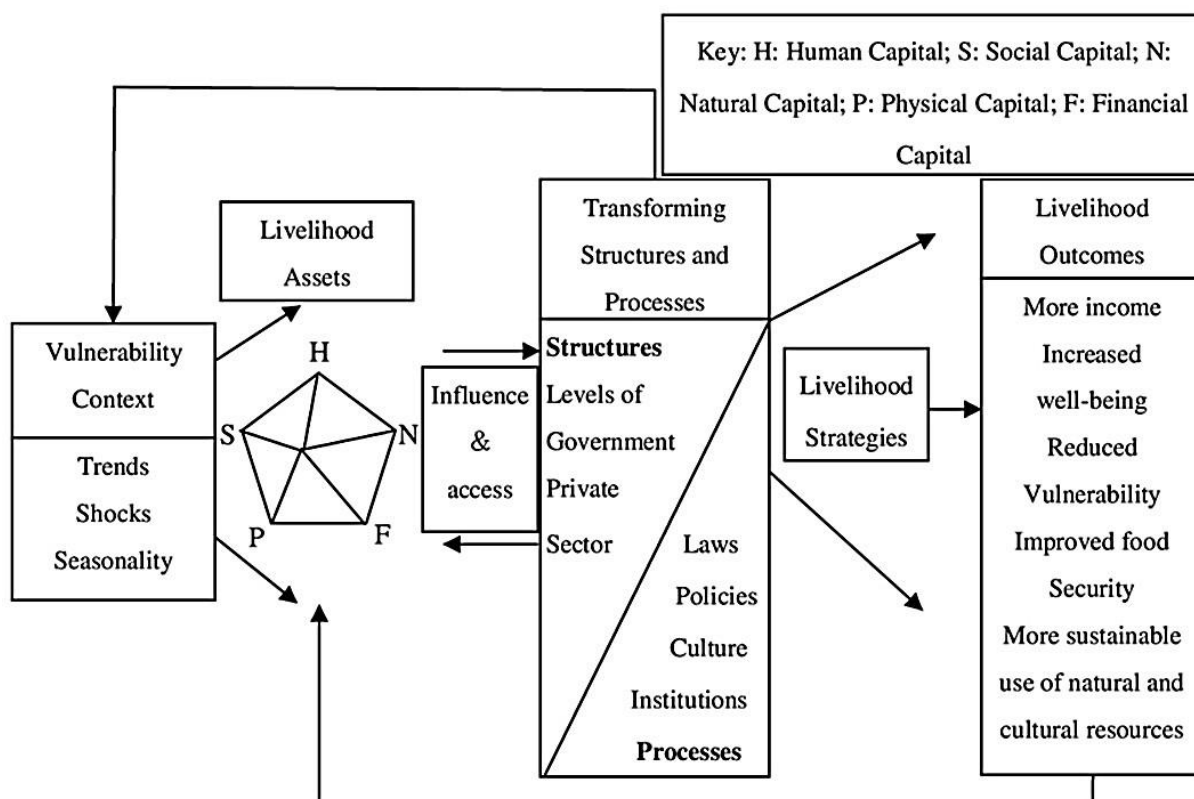 Key: H: Human Capital; S: Social Capital; N:
Natural Capital; P: Physical Capital; F: Financial
Capital
Livelihood
Assets
Vulnerability
Context
Trends
Shocks
Seasonality
H
S
N
P
F
Influence
&
access
Transforming
Structures and
Processes
Structures
Levels of
Government
Private
Sector
Laws
Policies
Culture
Institutions
Processes
Livelihood
Strategies
Livelihood
Outcomes
More income
Increased
well-being
Reduced
Vulnerability
Improved food
Security
More sustainable
use of natural and
cultural resources